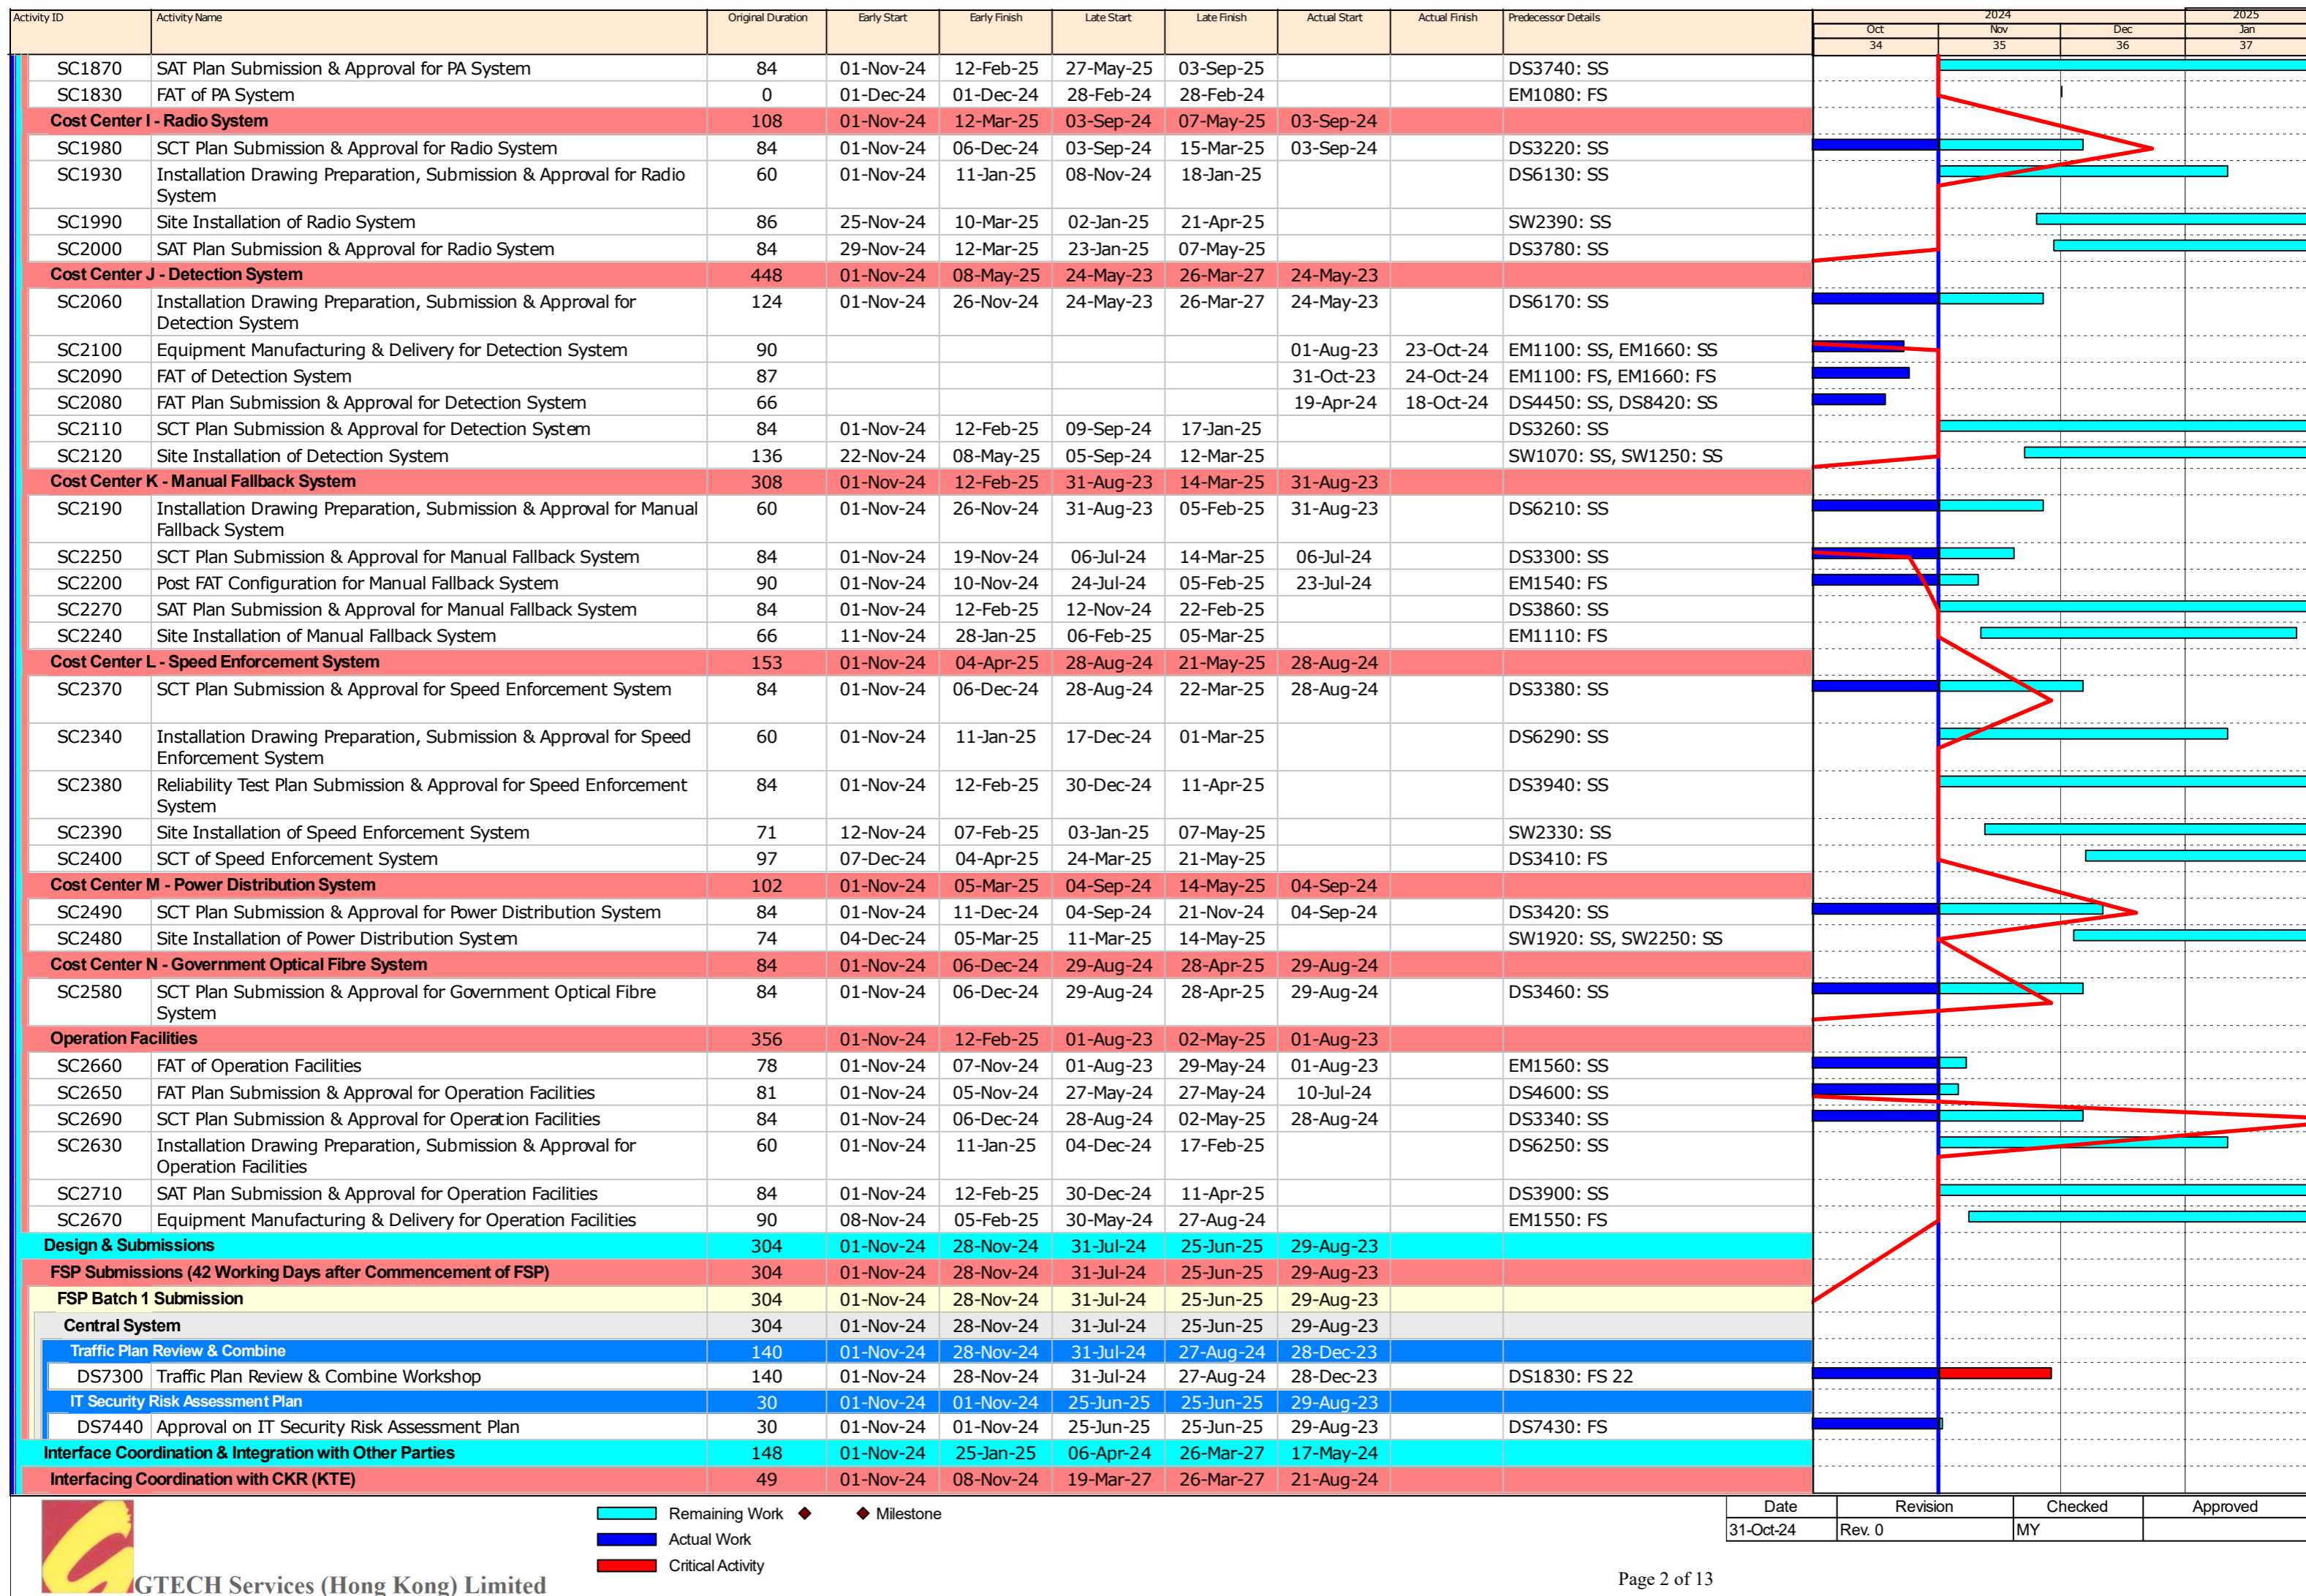 Activity ID Activity Name Original Duration Early Start Early Finish Late Start Late Finish Actual Start Actual Finish Predecessor Details 2024 2025
Oct Nov Dec Jan
34 35 36 37
SC1870 SAT Plan Submission & Approval for PA System 84 01-Nov-24 12-Feb-25 27-May-25 03-Sep-25 DS3740: SS
SC1830 FAT of PA System 0 01-Dec-24 01-Dec-24 28-Feb-24 28-Feb-24 EM1080: FS
Cost Center I - Radio System 108 01-Nov-24 12-Mar-25 03-Sep-24 07-May-25 03-Sep-24
SC1980 SCT Plan Submission & Approval for Radio System 84 01-Nov-24 06-Dec-24 03-Sep-24 15-Mar-25 03-Sep-24 DS3220: SS
SC1930 Installation Drawing Preparation, Submission & Approval for Radio 60 01-Nov-24 11-Jan-25 08-Nov-24 18-Jan-25 DS6130: SS
System
SC1990 Site Installation of Radio System 86 25-Nov-24 10-Mar-25 02-Jan-25 21-Apr-25 SW2390: SS
SC2000 SAT Plan Submission & Approval for Radio System 84 29-Nov-24 12-Mar-25 23-Jan-25 07-May-25 DS3780: SS
Cost Center J - Detection System 448 01-Nov-24 08-May-25 24-May-23 26-Mar-27 24-May-23
SC2060 Installation Drawing Preparation, Submission & Approval for 124 01-Nov-24 26-Nov-24 24-May-23 26-Mar-27 24-May-23 DS6170: SS
Detection System
SC2100 Equipment Manufacturing & Delivery for Detection System 90 01-Aug-23 23-Oct-24 EM1100: SS, EM1660: SS
SC2090 FAT of Detection System 87 31-Oct-23 24-Oct-24 EM1100: FS, EM1660: FS
SC2080 FAT Plan Submission & Approval for Detection System 66 19-Apr-24 18-Oct-24 DS4450: SS, DS8420: SS
SC2110 SCT Plan Submission & Approval for Detection System 84 01-Nov-24 12-Feb-25 09-Sep-24 17-Jan-25 DS3260: SS
SC2120 Site Installation of Detection System 136 22-Nov-24 08-May-25 05-Sep-24 12-Mar-25 SW1070: SS, SW1250: SS
Cost Center K - Manual Fallback System 308 01-Nov-24 12-Feb-25 31-Aug-23 14-Mar-25 31-Aug-23
SC2190 Installation Drawing Preparation, Submission & Approval for Manual 60 01-Nov-24 26-Nov-24 31-Aug-23 05-Feb-25 31-Aug-23 DS6210: SS
Fallback System
SC2250 SCT Plan Submission & Approval for Manual Fallback System 84 01-Nov-24 19-Nov-24 06-Jul-24 14-Mar-25 06-Jul-24 DS3300: SS
SC2200 Post FAT Configuration for Manual Fallback System 90 01-Nov-24 10-Nov-24 24-Jul-24 05-Feb-25 23-Jul-24 EM1540: FS
SC2270 SAT Plan Submission & Approval for Manual Fallback System 84 01-Nov-24 12-Feb-25 12-Nov-24 22-Feb-25 DS3860: SS
SC2240 Site Installation of Manual Fallback System 66 11-Nov-24 28-Jan-25 06-Feb-25 05-Mar-25 EM1110: FS
Cost Center L - Speed Enforcement System 153 01-Nov-24 04-Apr-25 28-Aug-24 21-May-25 28-Aug-24
SC2370 SCT Plan Submission & Approval for Speed Enforcement System 84 01-Nov-24 06-Dec-24 28-Aug-24 22-Mar-25 28-Aug-24 DS3380: SS
SC2340 Installation Drawing Preparation, Submission & Approval for Speed 60 01-Nov-24 11-Jan-25 17-Dec-24 01-Mar-25 DS6290: SS
Enforcement System
SC2380 Reliability Test Plan Submission & Approval for Speed Enforcement 84 01-Nov-24 12-Feb-25 30-Dec-24 11-Apr-25 DS3940: SS
System
SC2390 Site Installation of Speed Enforcement System 71 12-Nov-24 07-Feb-25 03-Jan-25 07-May-25 SW2330: SS
SC2400 SCT of Speed Enforcement System 97 07-Dec-24 04-Apr-25 24-Mar-25 21-May-25 DS3410: FS
Cost Center M - Power Distribution System 102 01-Nov-24 05-Mar-25 04-Sep-24 14-May-25 04-Sep-24
SC2490 SCT Plan Submission & Approval for Power Distribution System 84 01-Nov-24 11-Dec-24 04-Sep-24 21-Nov-24 04-Sep-24 DS3420: SS
SC2480 Site Installation of Power Distribution System 74 04-Dec-24 05-Mar-25 11-Mar-25 14-May-25 SW1920: SS, SW2250: SS
Cost Center N - Government Optical Fibre System 84 01-Nov-24 06-Dec-24 29-Aug-24 28-Apr-25 29-Aug-24
SC2580 SCT Plan Submission & Approval for Government Optical Fibre 84 01-Nov-24 06-Dec-24 29-Aug-24 28-Apr-25 29-Aug-24 DS3460: SS
System
Operation Facilities 356 01-Nov-24 12-Feb-25 01-Aug-23 02-May-25 01-Aug-23
SC2660 FAT of Operation Facilities 78 01-Nov-24 07-Nov-24 01-Aug-23 29-May-24 01-Aug-23 EM1560: SS
SC2650 FAT Plan Submission & Approval for Operation Facilities 81 01-Nov-24 05-Nov-24 27-May-24 27-May-24 10-Jul-24 DS4600: SS
SC2690 SCT Plan Submission & Approval for Operation Facilities 84 01-Nov-24 06-Dec-24 28-Aug-24 02-May-25 28-Aug-24 DS3340: SS
SC2630 Installation Drawing Preparation, Submission & Approval for 60 01-Nov-24 11-Jan-25 04-Dec-24 17-Feb-25 DS6250: SS
Operation Facilities
SC2710 SAT Plan Submission & Approval for Operation Facilities 84 01-Nov-24 12-Feb-25 30-Dec-24 11-Apr-25 DS3900: SS
SC2670 Equipment Manufacturing & Delivery for Operation Facilities 90 08-Nov-24 05-Feb-25 30-May-24 27-Aug-24 EM1550: FS
Design & Submissions 304 01-Nov-24 28-Nov-24 31-Jul-24 25-Jun-25 29-Aug-23
FSP Submissions (42 Working Days after Commencement of FSP) 304 01-Nov-24 28-Nov-24 31-Jul-24 25-Jun-25 29-Aug-23
FSP Batch 1 Submission 304 01-Nov-24 28-Nov-24 31-Jul-24 25-Jun-25 29-Aug-23
Central System 304 01-Nov-24 28-Nov-24 31-Jul-24 25-Jun-25 29-Aug-23
Traffic Plan Review & Combine 140 01-Nov-24 28-Nov-24 31-Jul-24 27-Aug-24 28-Dec-23
DS7300 Traffic Plan Review & Combine Workshop 140 01-Nov-24 28-Nov-24 31-Jul-24 27-Aug-24 28-Dec-23 DS1830: FS 22
IT Security Risk Assessment Plan 30 01-Nov-24 01-Nov-24 25-Jun-25 25-Jun-25 29-Aug-23
DS7440 Approval on IT Security Risk Assessment Plan 30 01-Nov-24 01-Nov-24 25-Jun-25 25-Jun-25 29-Aug-23 DS7430: FS
Interface Coordination & Integration with Other Parties 148 01-Nov-24 25-Jan-25 06-Apr-24 26-Mar-27 17-May-24
Interfacing Coordination with CKR (KTE) 49 01-Nov-24 08-Nov-24 19-Mar-27 26-Mar-27 21-Aug-24
Remaining Work Milestone
Actual Work
Critical Activity
Date Revision Checked Approved
31-Oct-24 Rev. 0 MY
GTECH Services (Hong Kong) Limited
Page 2 of 13